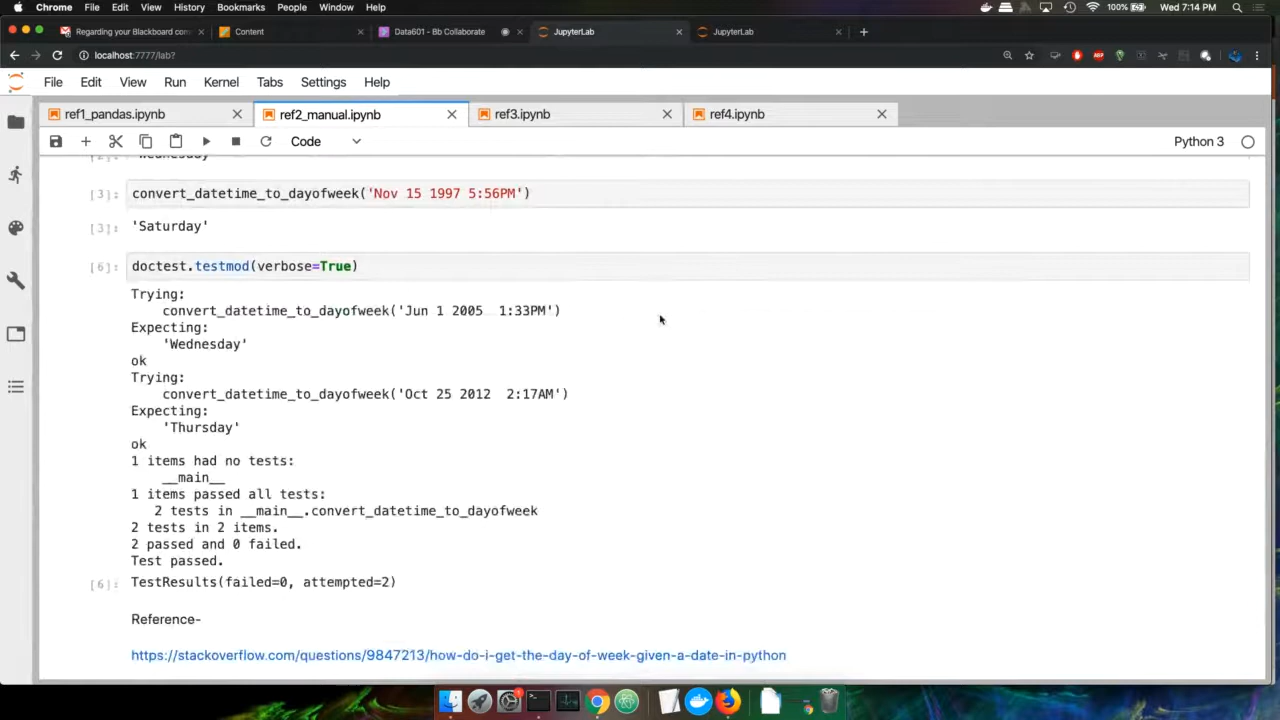 Chrome File Edit View History Bookmarks People Window Help 100% Wed 7:14 PM
Regarding your Blackboard com Content Data601 - Bb Collaborate JupyterLab JupyterLab
localhost:7777/lab?
File Edit View Run Kernel Tabs Settings Help
ref1_pandas.ipynb ref2_manual.ipynb ref3.ipynb ref4.ipynb
Code Python 3
[3]: convert_datetime_to_dayofweek('Nov 15 1997 5:56PM')
[3]: 'Saturday'
[6]: doctest.testmod(verbose=True)
Trying:
convert_datetime_to_dayofweek('Jun 1 2005  1:33PM')
Expecting:
'Wednesday'
ok
Trying:
convert_datetime_to_dayofweek('Oct 25 2012  2:17AM')
Expecting:
'Thursday'
ok
1 items had no tests:
__main__
1 items passed all tests:
2 tests in __main__.convert_datetime_to_dayofweek
2 tests in 2 items.
2 passed and 0 failed.
Test passed.
[6]: TestResults(failed=0, attempted=2)
Reference-
https://stackoverflow.com/questions/9847213/how-do-i-get-the-day-of-week-given-a-date-in-python